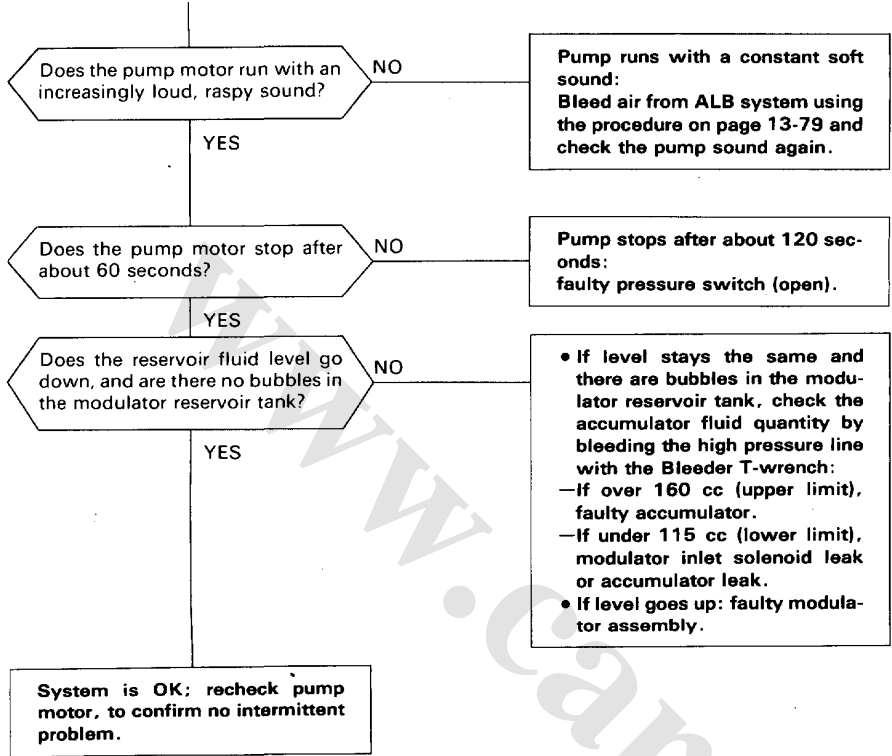 Does the pump motor run with an
increasingly loud, raspy sound?
NO
Pump runs with a constant soft
sound:
Bleed air from ALB system using
the procedure on page 13-79 and
check the pump sound again.
YES
Does the pump motor stop after
about 60 seconds?
NO
Pump stops after about 120 sec-
onds:
faulty pressure switch (open).
YES
Does the reservoir fluid level go
down, and are there no bubbles in
the modulator reservoir tank?
NO
• If level stays the same and
there are bubbles in the modu-
lator reservoir tank, check the
accumulator fluid quantity by
bleeding the high pressure line
with the Bleeder T-wrench:
—If over 160 cc (upper limit),
faulty accumulator.
—If under 115 cc (lower limit),
modulator inlet solenoid leak
or accumulator leak.
• If level goes up: faulty modula-
tor assembly.
YES
System is OK; recheck pump
motor, to confirm no intermittent
problem.
www.car